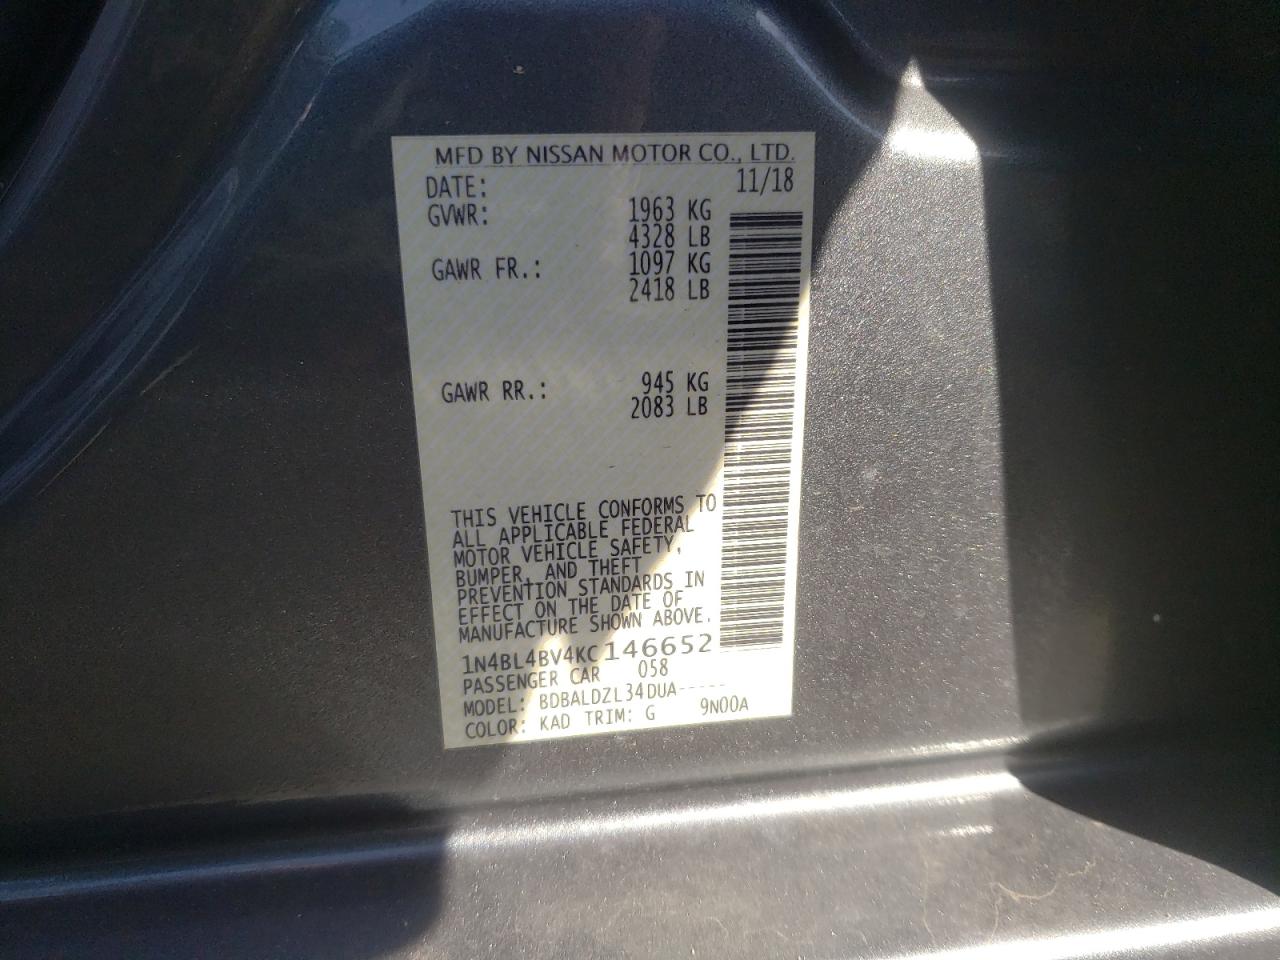 MFD BY NISSAN MOTOR CO., LTD.
DATE: 11/18
GVWR: 1963 KG
4328 LB
GAWR FR.: 1097 KG
2418 LB
GAWR RR.: 945 KG
2083 LB
THIS VEHICLE CONFORMS TO
ALL APPLICABLE FEDERAL
MOTOR VEHICLE SAFETY,
BUMPER, AND THEFT
PREVENTION STANDARDS IN
EFFECT ON THE DATE OF
MANUFACTURE SHOWN ABOVE.
1N4BL4BV4KC146652
PASSENGER CAR 058
MODEL: BDBALDZL34DUA-----
COLOR: KAD TRIM: G 9N00A